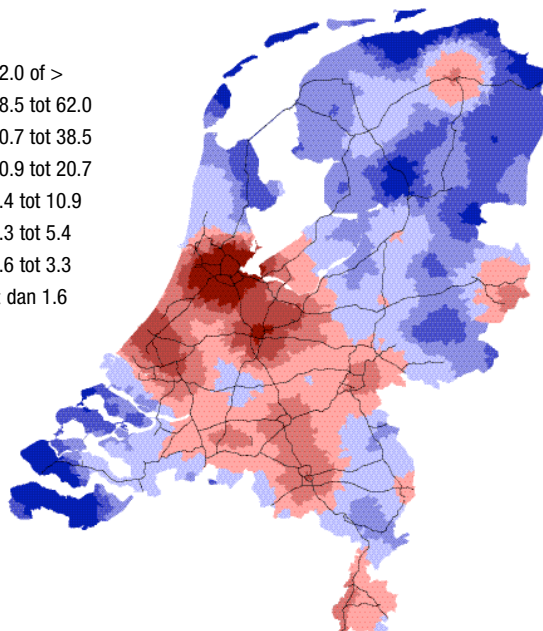 2.0 of >
8.5 tot 62.0
0.7 tot 38.5
0.9 tot 20.7
.4 tot 10.9
.3 tot 5.4
.6 tot 3.3
dan 1.6